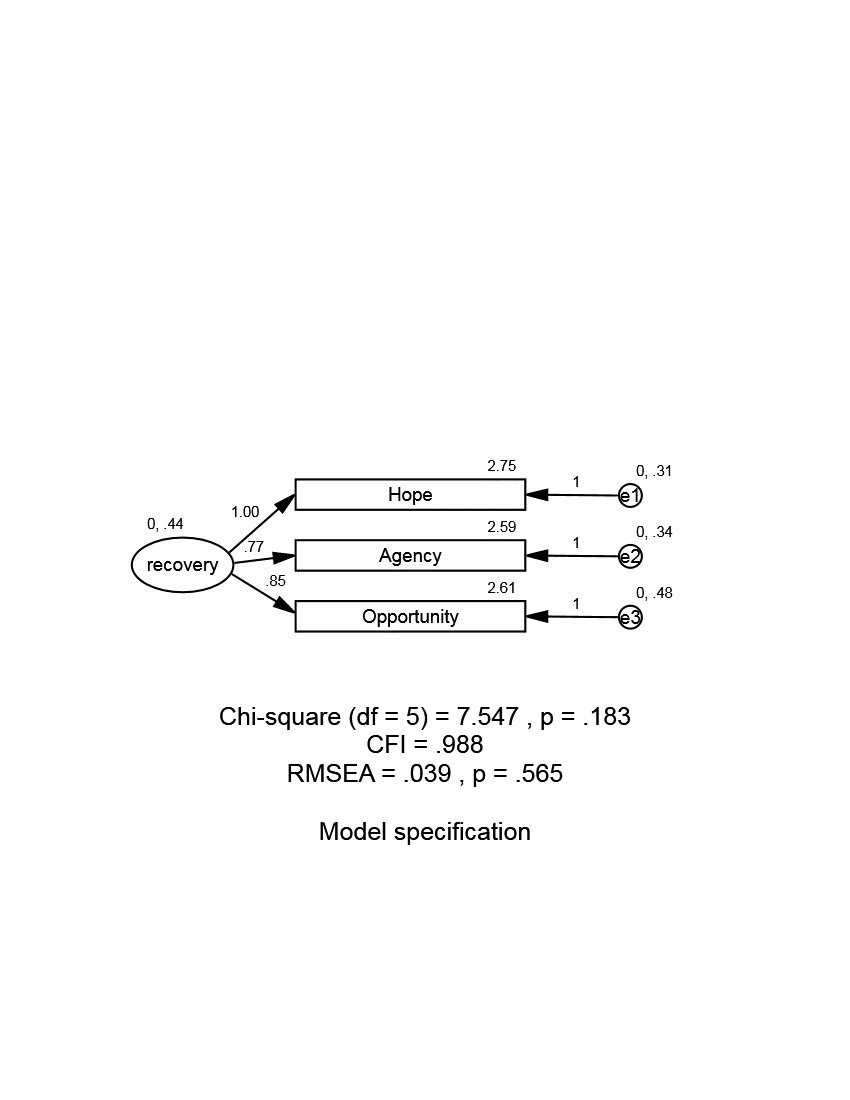 2.75
0, .31
Hope
1
e1
1.00
0, .44
2.59
0, .34
.77
Agency
1
e2
recovery
.85
2.61
0, .48
Opportunity
1
e3
Chi-square (df = 5) = 7.547 , p = .183
CFI = .988
RMSEA = .039 , p = .565
Model specification